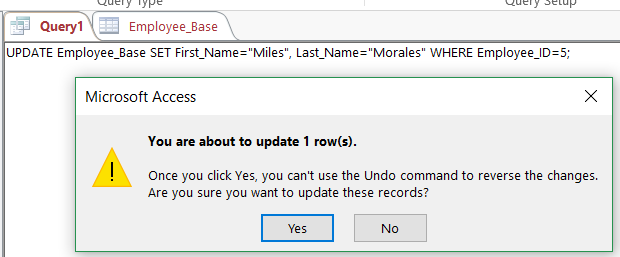 Query Type Query Setup
Query1 Employee_Base
UPDATE Employee_Base SET First_Name="Miles", Last_Name="Morales" WHERE Employee_ID=5;
Microsoft Access
You are about to update 1 row(s).
Once you click Yes, you can't use the Undo command to reverse the changes.
Are you sure you want to update these records?
Yes No